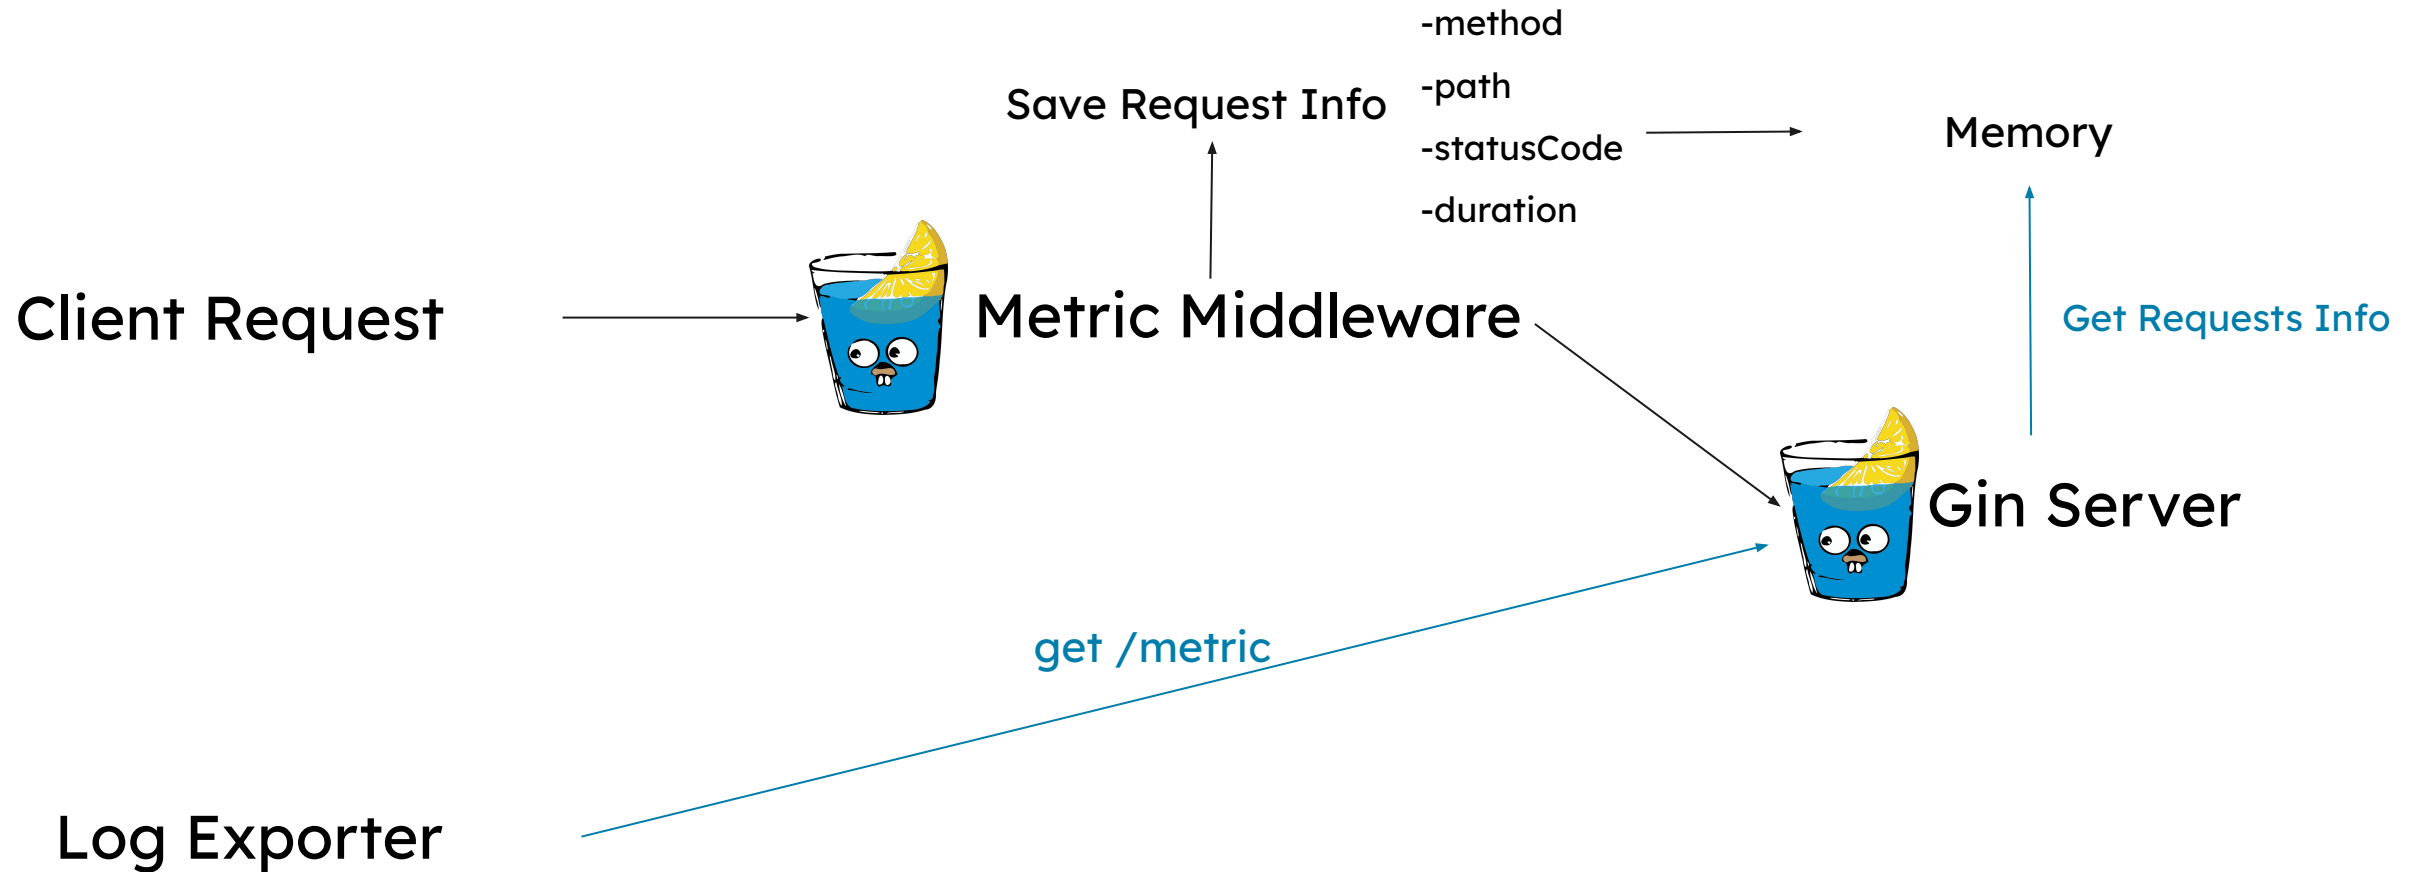 -method
-path
Save Request Info
-statusCode
Memory
-duration
Client Request
Metric Middleware
Get Requests Info
Gin Server
get /metric
Log Exporter